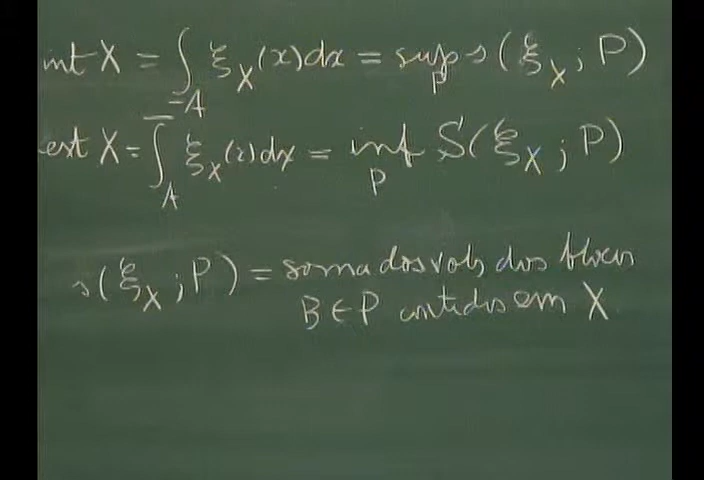 int X = ∫_A ξ_X(x)dx = sup_P s(ξ_X; P)
ext X = ∫‾_A ξ_X(x)dx = inf_P S(ξ_X; P)
s(ξ_X; P) = soma dos vols dos blocos
B ∈ P contidos em X